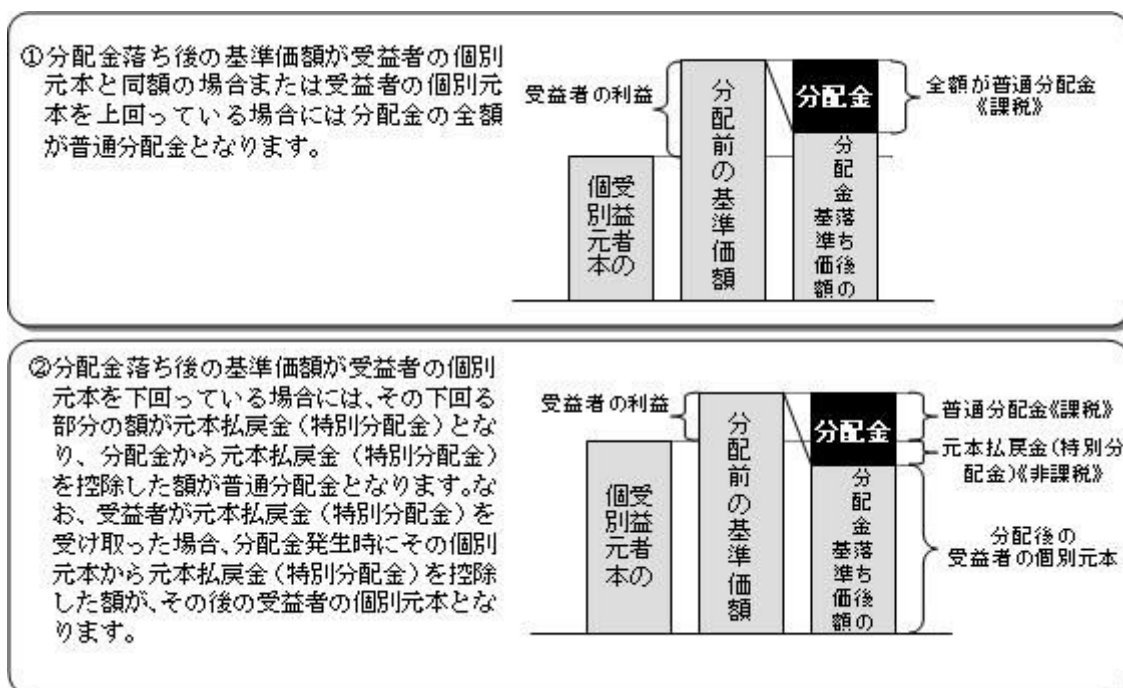 ①分配金落ち後の基準価額が受益者の個別
元本と同額の場合または受益者の個別元
本を上回っている場合には分配金の全額
が普通分配金となります。
受益者の利益
受益者の
個別元本
分配前の基準価額
分配金
分配金落ち後の
基準価額
全額が普通分配金
《課税》
②分配金落ち後の基準価額が受益者の個別
元本を下回っている場合には、その下回る
部分の額が元本払戻金（特別分配金）とな
り、分配金から元本払戻金（特別分配金）
を控除した額が普通分配金となります。な
お、受益者が元本払戻金（特別分配金）を
受け取った場合、分配金発生時にその個別
元本から元本払戻金（特別分配金）を控除
した額が、その後の受益者の個別元本とな
ります。
受益者の利益
受益者の
個別元本
分配前の基準価額
分配金
分配金落ち後の
基準価額
普通分配金《課税》
元本払戻金（特別分
配金）《非課税》
分配後の
受益者の個別元本